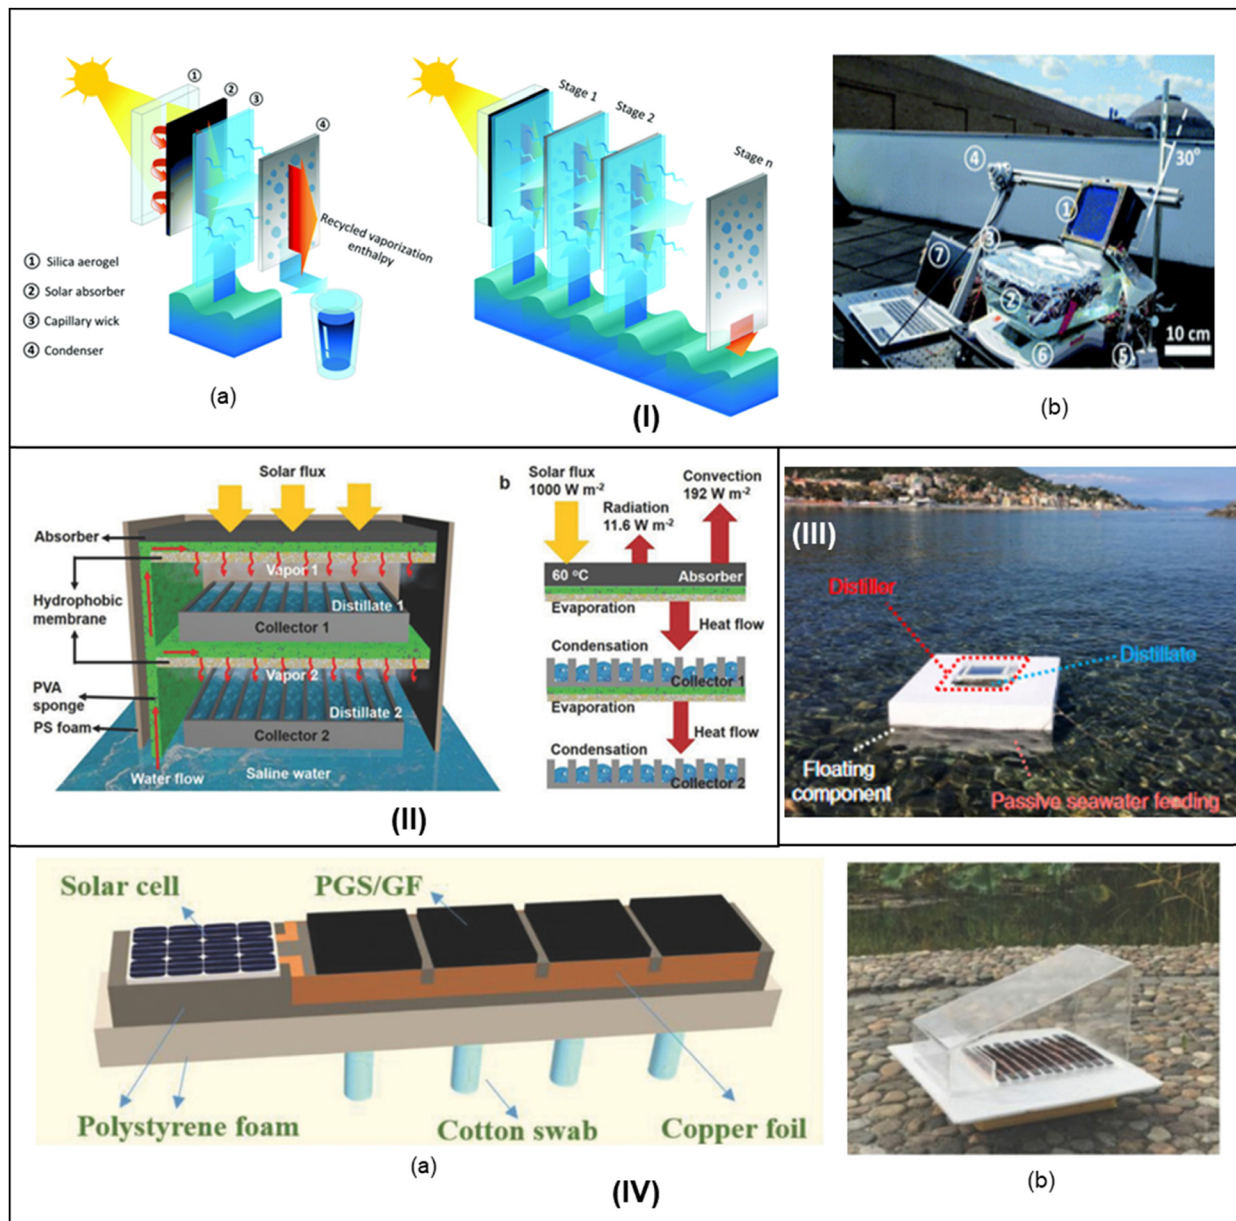 ①
②
③
④
Stage 1
Stage 2
Stage n
Recycled vaporization
enthalpy
① Silica aerogel
② Solar absorber
③ Capillary wick
④ Condenser
(a)
(I)
④
30°
①
③
⑦
②
⑥
⑤
10 cm
(b)
Solar flux
Absorber
Vapor 1
Hydrophobic
membrane
Distillate 1
Collector 1
Vapor 2
PVA
sponge
Distillate 2
PS foam
Collector 2
Water flow
Saline water
b
Solar flux
1000 W m-2
Convection
192 W m-2
Radiation
11.6 W m-2
60 oC
Absorber
Evaporation
Heat flow
Condensation
Collector 1
Evaporation
Heat flow
Condensation
Collector 2
(II)
(III)
Distiller
Distillate
Floating
component
Passive seawater feeding
Solar cell
PGS/GF
Polystyrene foam
Cotton swab
Copper foil
(a)
(b)
(IV)